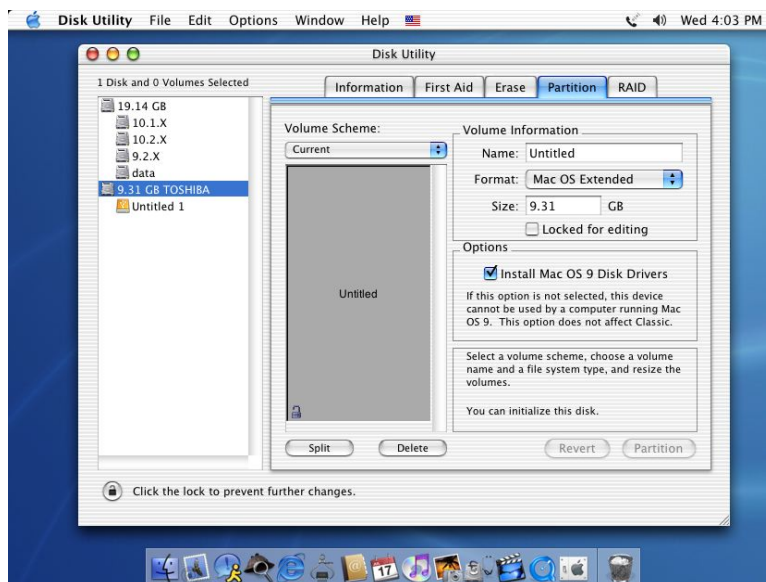 Disk Utility File Edit Options Window Help Wed 4:03 PM
Disk Utility
1 Disk and 0 Volumes Selected
Information First Aid Erase Partition RAID
19.14 GB
10.1.X
10.2.X
9.2.X
data
9.31 GB TOSHIBA
Untitled 1
Volume Scheme:
Current
Untitled
Split Delete
Volume Information
Name: Untitled
Format: Mac OS Extended
Size: 9.31 GB
Locked for editing
Options
Install Mac OS 9 Disk Drivers
If this option is not selected, this device
cannot be used by a computer running Mac
OS 9. This option does not affect Classic.
Select a volume scheme, choose a volume
name and a file system type, and resize the
volumes.
You can initialize this disk.
Revert Partition
Click the lock to prevent further changes.
17